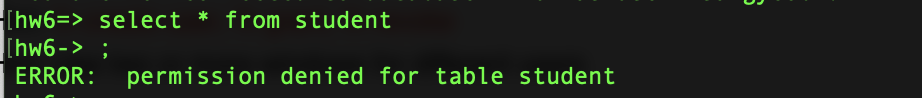 [hw6=> select * from student
[hw6-> ;
ERROR:  permission denied for table student